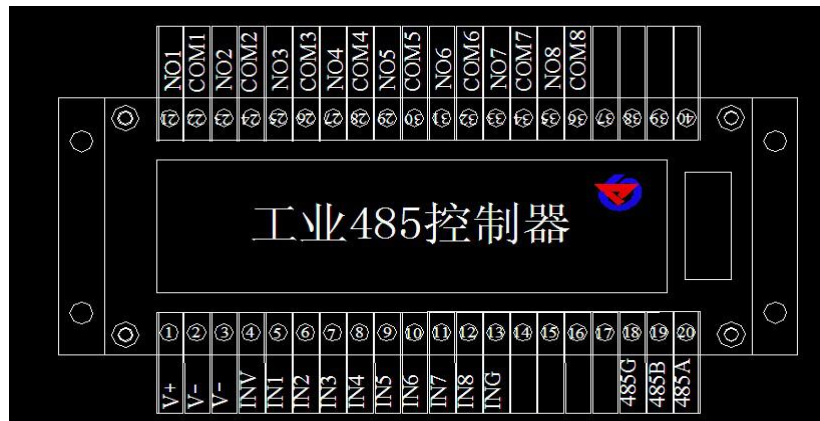 NO1 COM1 NO2 COM2 NO3 COM3 NO4 COM4 NO5 COM5 NO6 COM6 NO7 COM7 NO8 COM8
21 22 23 24 25 26 27 28 29 30 31 32 33 34 35 36 37 38 39 40
工业485控制器
① ② ③ ④ ⑤ ⑥ ⑦ ⑧ ⑨ ⑩ ⑪ ⑫ ⑬ ⑭ ⑮ ⑯ ⑰ ⑱ ⑲ ⑳
V+ V- V- INV IN1 IN2 IN3 IN4 IN5 IN6 IN7 IN8 ING 485G 485B 485A